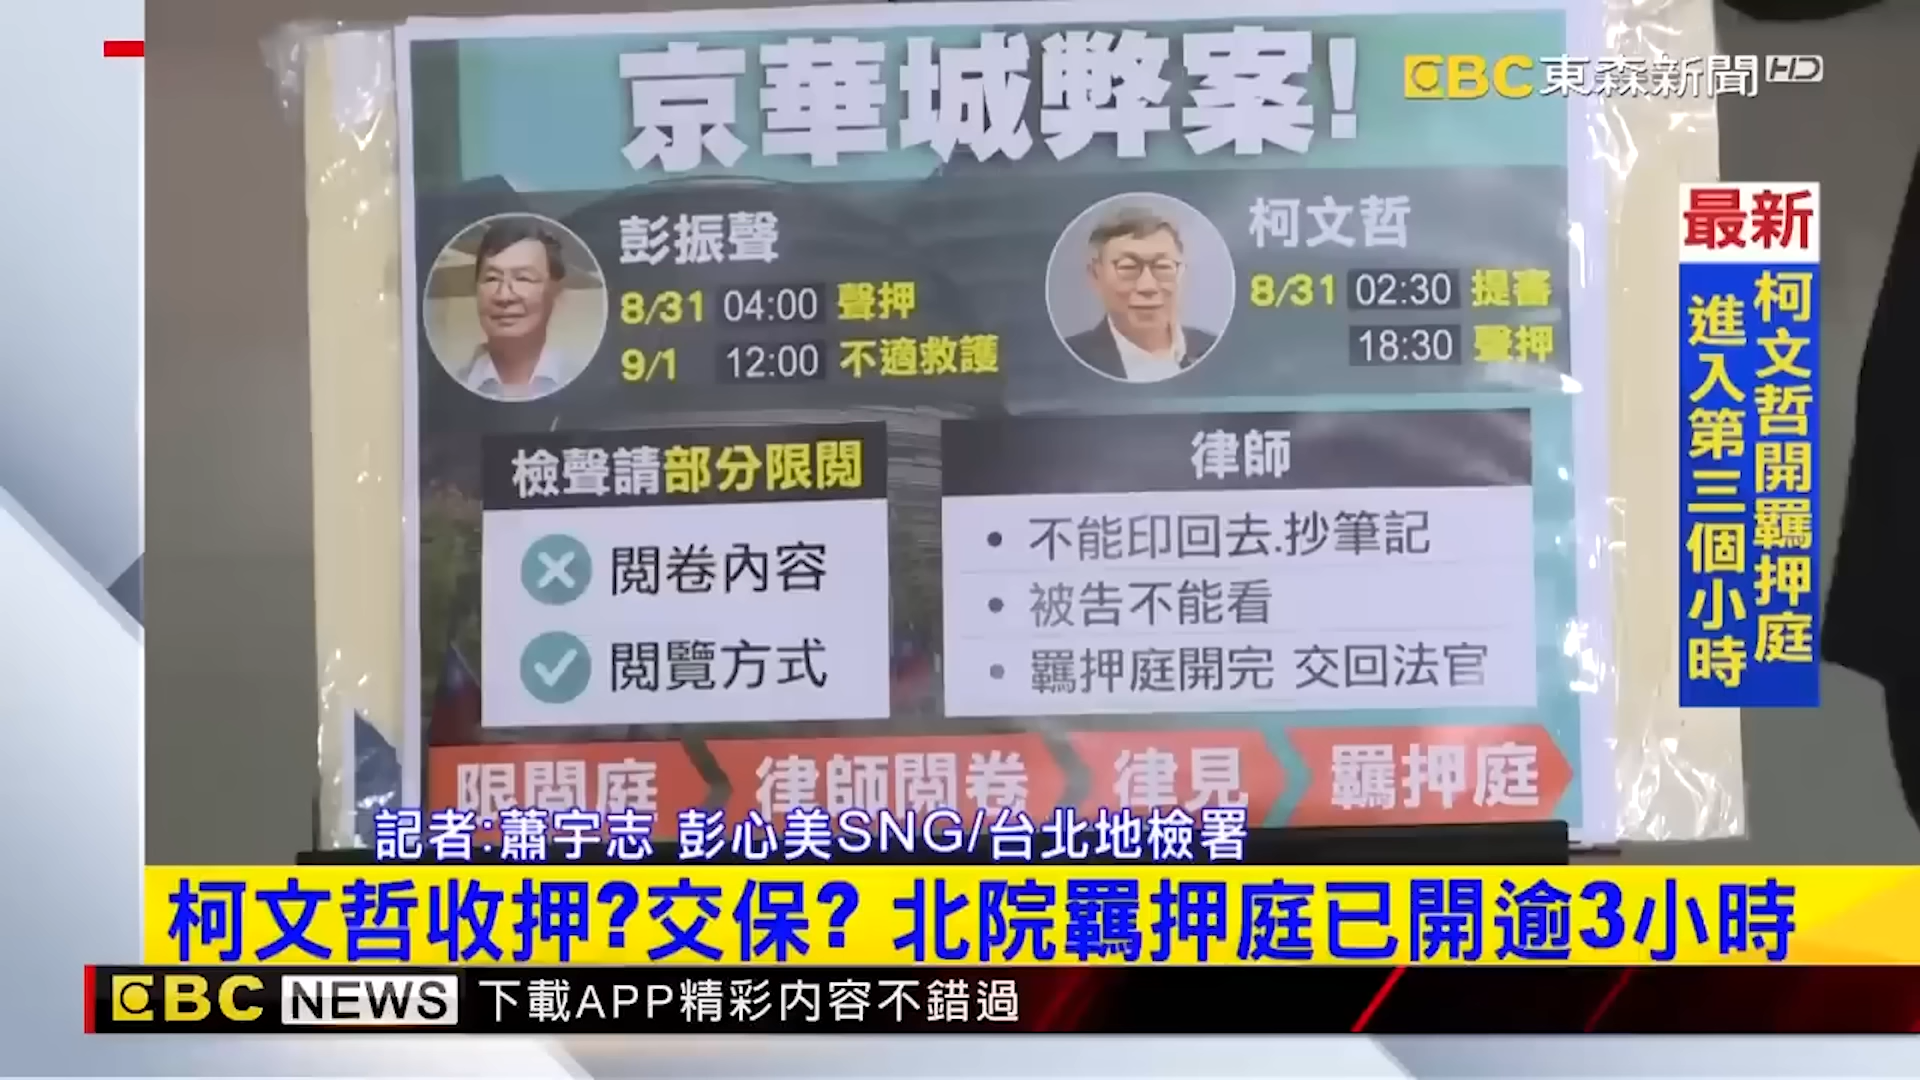 京華城弊案!
EBC 東森新聞 HD
彭振聲
8/31 04:00 聲押
9/1 12:00 不適救護
柯文哲
8/31 02:30 提審
18:30 聲押
檢聲請部分限閱
閱卷內容
閱覽方式
律師
不能印回去.抄筆記
被告不能看
羈押庭開完 交回法官
限閱庭 律師閱卷 律見 羈押庭
最新
柯文哲開羈押庭
進入第三個小時
記者:蕭宇志 彭心美SNG/台北地檢署
柯文哲收押?交保? 北院羈押庭已開逾3小時
EBC NEWS 下載APP精彩內容不錯過